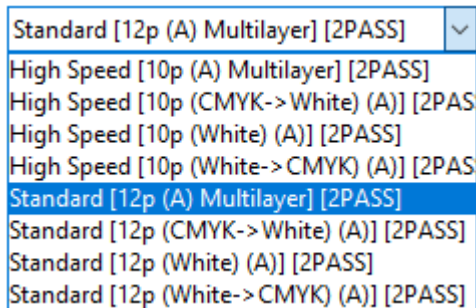 Standard [12p (A) Multilayer] [2PASS]
High Speed [10p (A) Multilayer] [2PASS]
High Speed [10p (CMYK->White) (A)] [2PAS
High Speed [10p (White) (A)] [2PASS]
High Speed [10p (White->CMYK) (A)] [2PAS
Standard [12p (A) Multilayer] [2PASS]
Standard [12p (CMYK->White) (A)] [2PASS]
Standard [12p (White) (A)] [2PASS]
Standard [12p (White->CMYK) (A)] [2PASS]